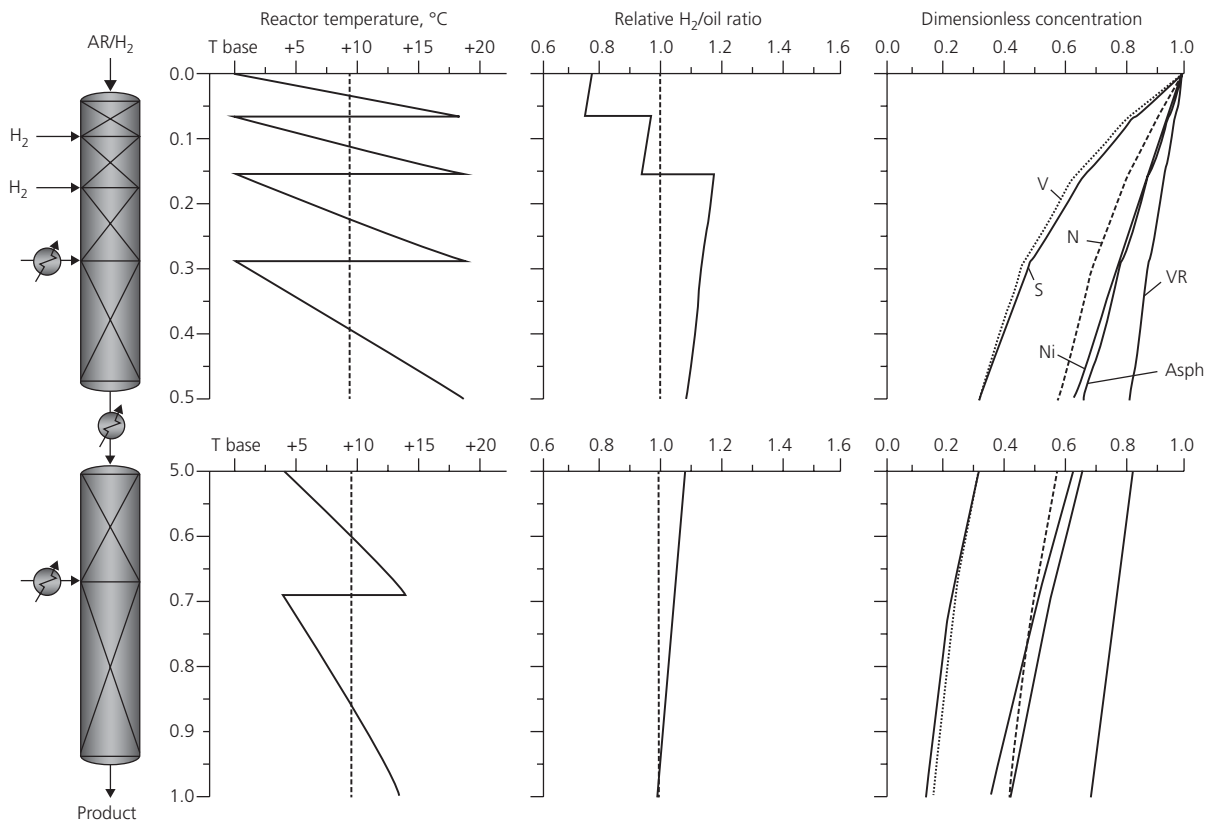 Reactor temperature, °C
Relative H₂/oil ratio
Dimensionless concentration
AR/H₂
T base +5 +10 +15 +20
0.6 0.8 1.0 1.2 1.4 1.6
0.0 0.2 0.4 0.6 0.8 1.0
0.0
0.1
0.2
0.3
0.4
0.5
H₂
H₂
V
N
S
VR
Ni
Asph
T base +5 +10 +15 +20
0.6 0.8 1.0 1.2 1.4 1.6
0.0 0.2 0.4 0.6 0.8 1.0
5.0
0.6
0.7
0.8
0.9
1.0
Product